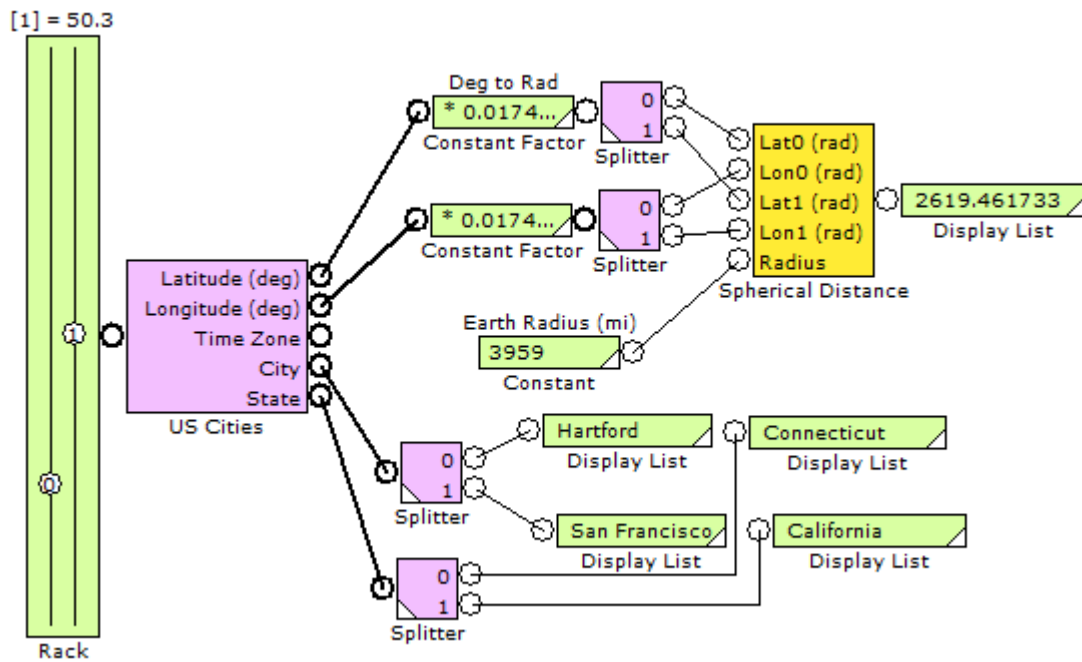 [1] = 50.3
1
0
Rack
Latitude (deg)
Longitude (deg)
Time Zone
City
State
US Cities
Deg to Rad
* 0.0174...
Constant Factor
0
1
Splitter
* 0.0174...
Constant Factor
0
1
Splitter
Lat0 (rad)
Lon0 (rad)
Lat1 (rad)
Lon1 (rad)
Radius
Spherical Distance
2619.461733
Display List
Earth Radius (mi)
3959
Constant
0
1
Splitter
Hartford
Display List
Connecticut
Display List
San Francisco
Display List
California
Display List
0
1
Splitter